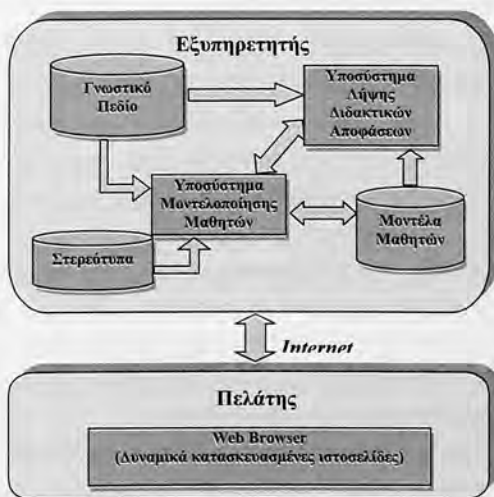 Εξυπηρετητής
Γνωστικό
Πεδίο
Υποσύστημα
Λήψης
Διδακτικών
Αποφάσεων
Υποσύστημα
Μοντελοποίησης
Μαθητών
Μοντέλα
Μαθητών
Στερεότυπα
Internet
Πελάτης
Web Browser
(Δυναμικά κατασκευασμένες ιστοσελίδες)